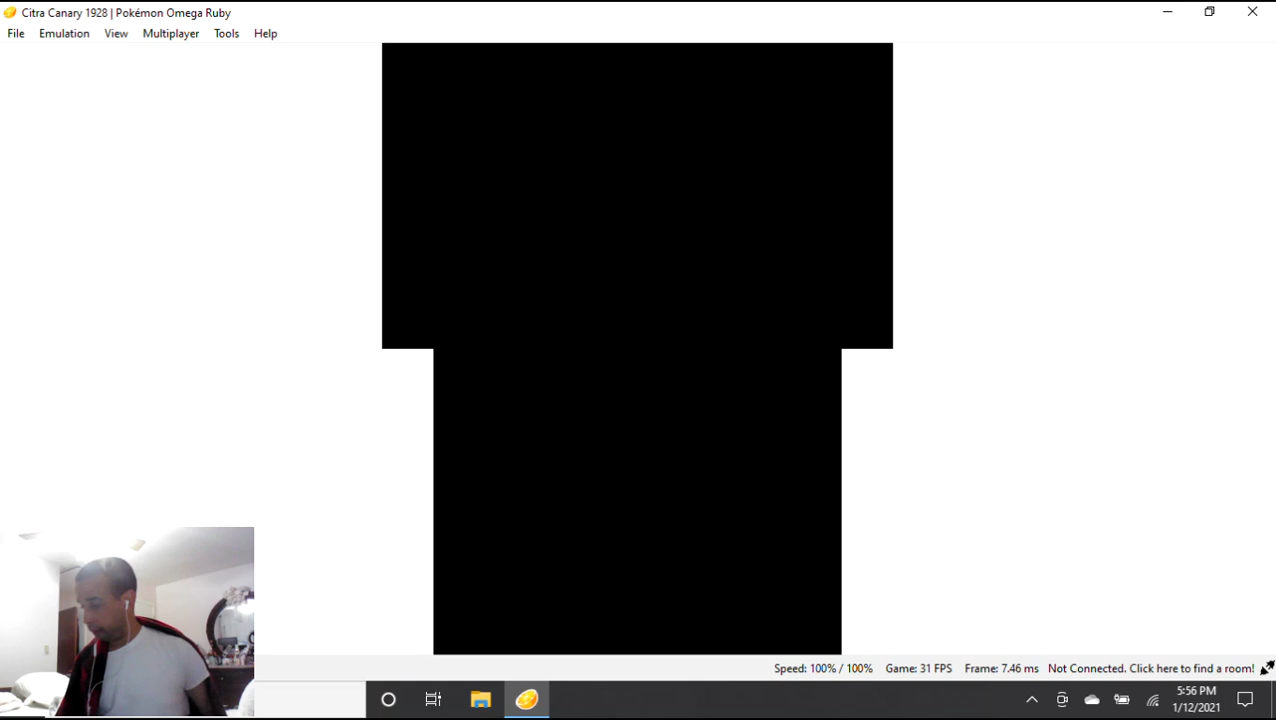 Citra Canary 1928 | Pokémon Omega Ruby
File Emulation View Multiplayer Tools Help
Speed: 100% / 100% Game: 31 FPS Frame: 7.46 ms Not Connected. Click here to find a room!
5:56 PM
1/12/2021